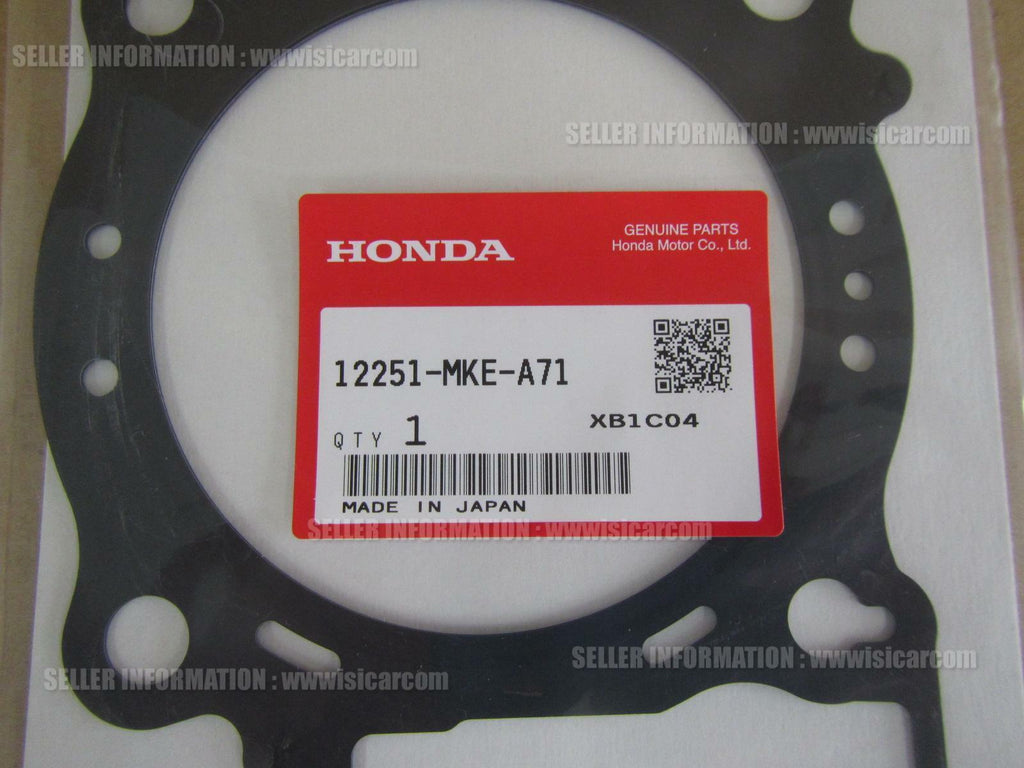 SELLER INFORMATION : wwwisicarcom
SELLER INFORMATION : wwwisicarcom
HONDA
GENUINE PARTS
Honda Motor Co., Ltd.
12251-MKE-A71
XB1C04
QTY 1
MADE IN JAPAN
SELLER INFORMATION : wwwisicarcom
SELLER INFORMATION : wwwisicarcom
SELLER INFORMATION : wwwisicarcom